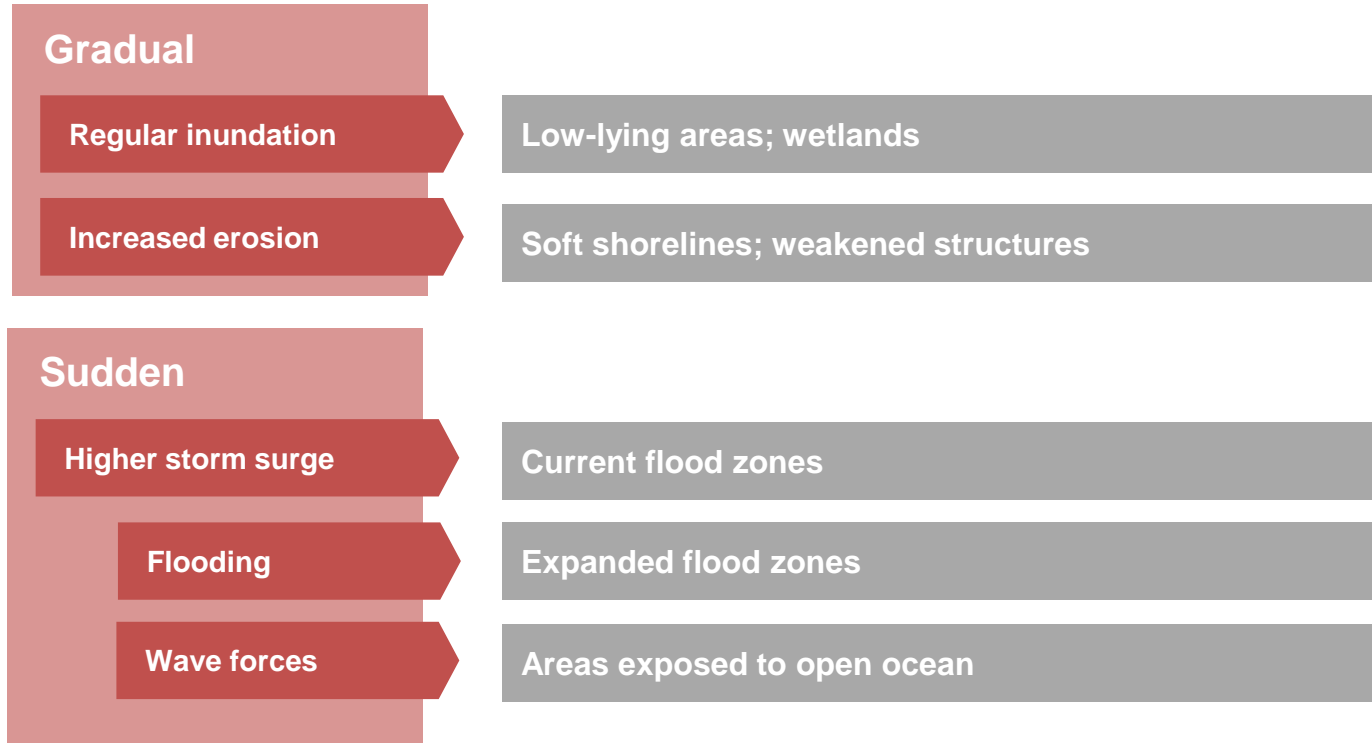 Gradual
Regular inundation
Low-lying areas; wetlands
Increased erosion
Soft shorelines; weakened structures
Sudden
Higher storm surge
Current flood zones
Flooding
Expanded flood zones
Wave forces
Areas exposed to open ocean